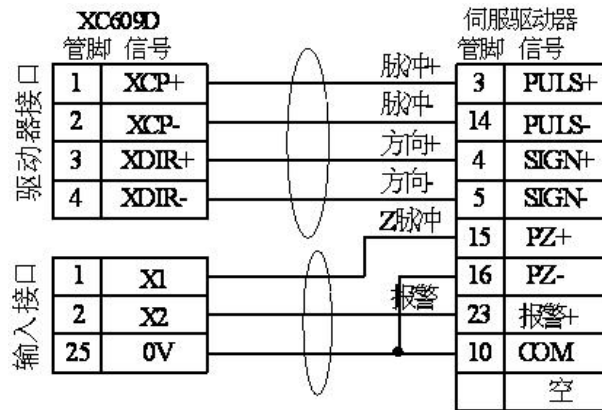 XC609D 伺服驱动器
管脚 信号 管脚 信号
驱动器接口
1 XCP+ 脉冲+ 3 PULS+
2 XCP- 脉冲- 14 PULS-
3 XDIR+ 方向+ 4 SIGN+
4 XDIR- 方向- 5 SIGN-
Z脉冲 15 PZ+
输入接口
1 X1 16 PZ-
2 X2 报警 23 报警+
25 0V 10 COM
空